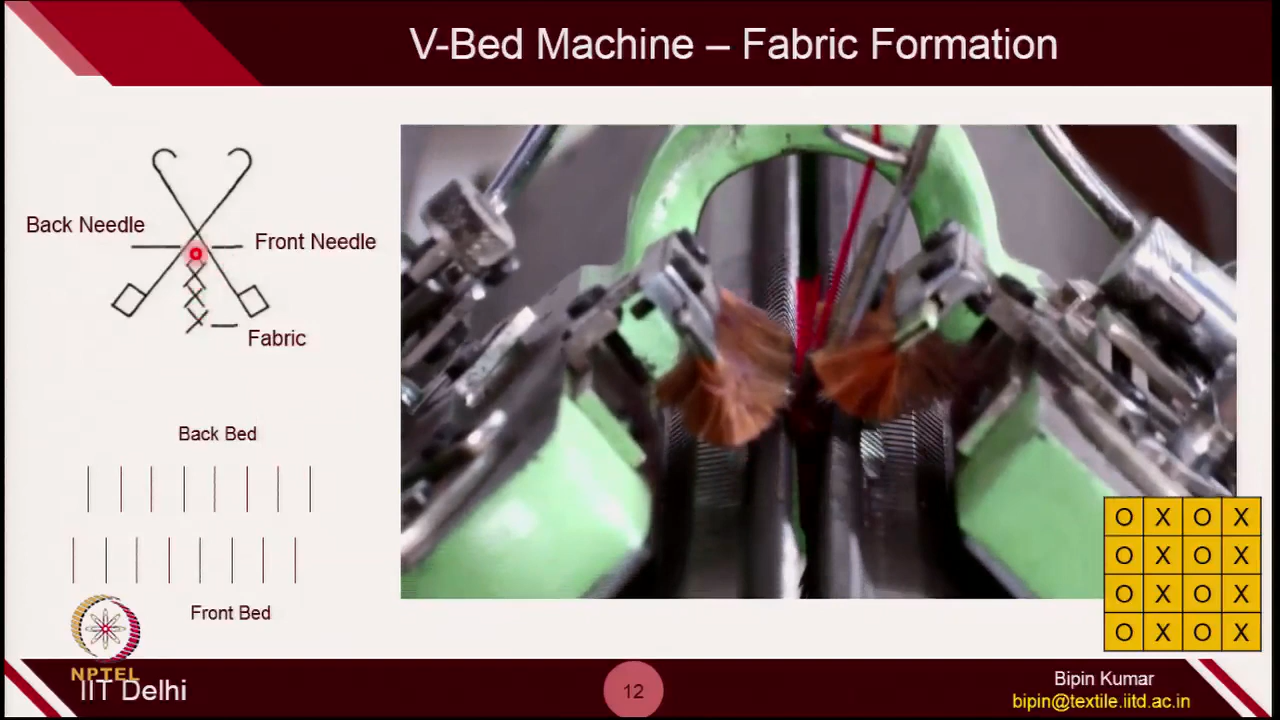 V-Bed Machine – Fabric Formation
Back Needle
Front Needle
Fabric
Back Bed
Front Bed
O X O X
O X O X
O X O X
O X O X
NPTEL
IIT Delhi
12
Bipin Kumar
bipin@textile.iitd.ac.in